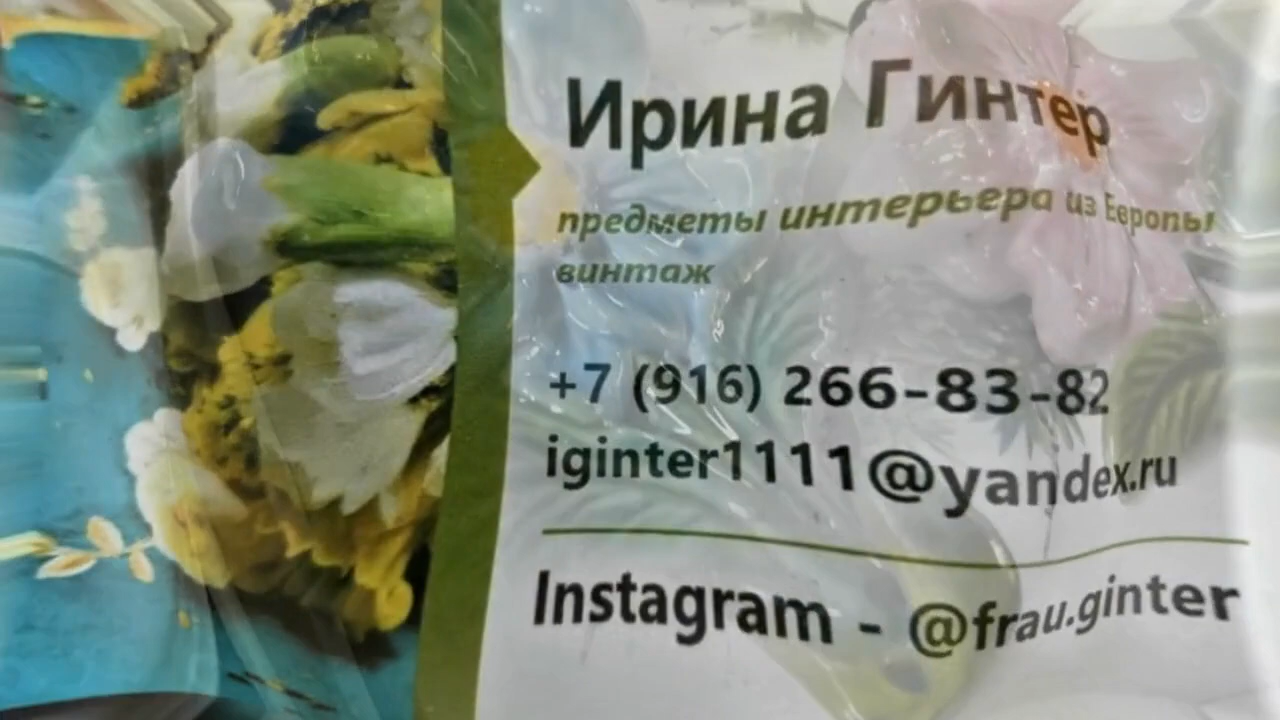 Ирина Гинтер
предметы интерьера из Европы
винтаж
+7 (916) 266-83-82
iginter1111@yandex.ru
Instagram - @frau.ginter